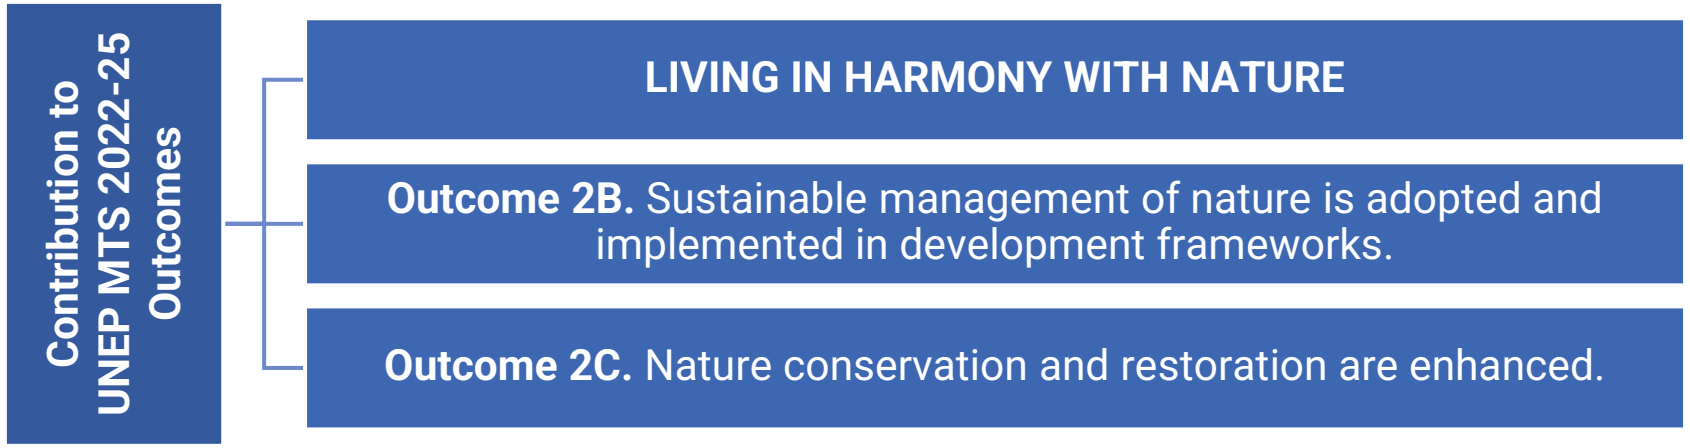 Contribution to
UNEP MTS 2022-25
Outcomes
LIVING IN HARMONY WITH NATURE
Outcome 2B. Sustainable management of nature is adopted and
implemented in development frameworks.
Outcome 2C. Nature conservation and restoration are enhanced.